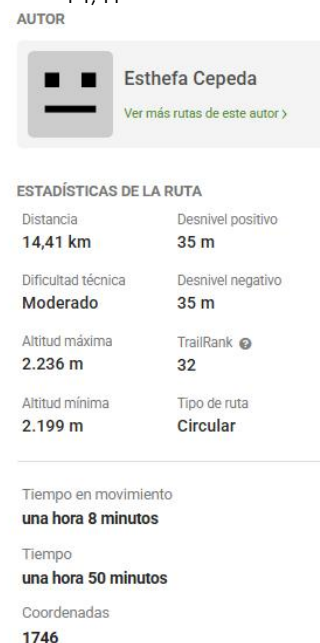 AUTOR
Esthefa Cepeda
Ver más rutas de este autor >
ESTADÍSTICAS DE LA RUTA
Distancia Desnivel positivo
14,41 km 35 m
Dificultad técnica Desnivel negativo
Moderado 35 m
Altitud máxima TrailRank ?
2.236 m 32
Altitud mínima Tipo de ruta
2.199 m Circular
Tiempo en movimiento
una hora 8 minutos
Tiempo
una hora 50 minutos
Coordenadas
1746